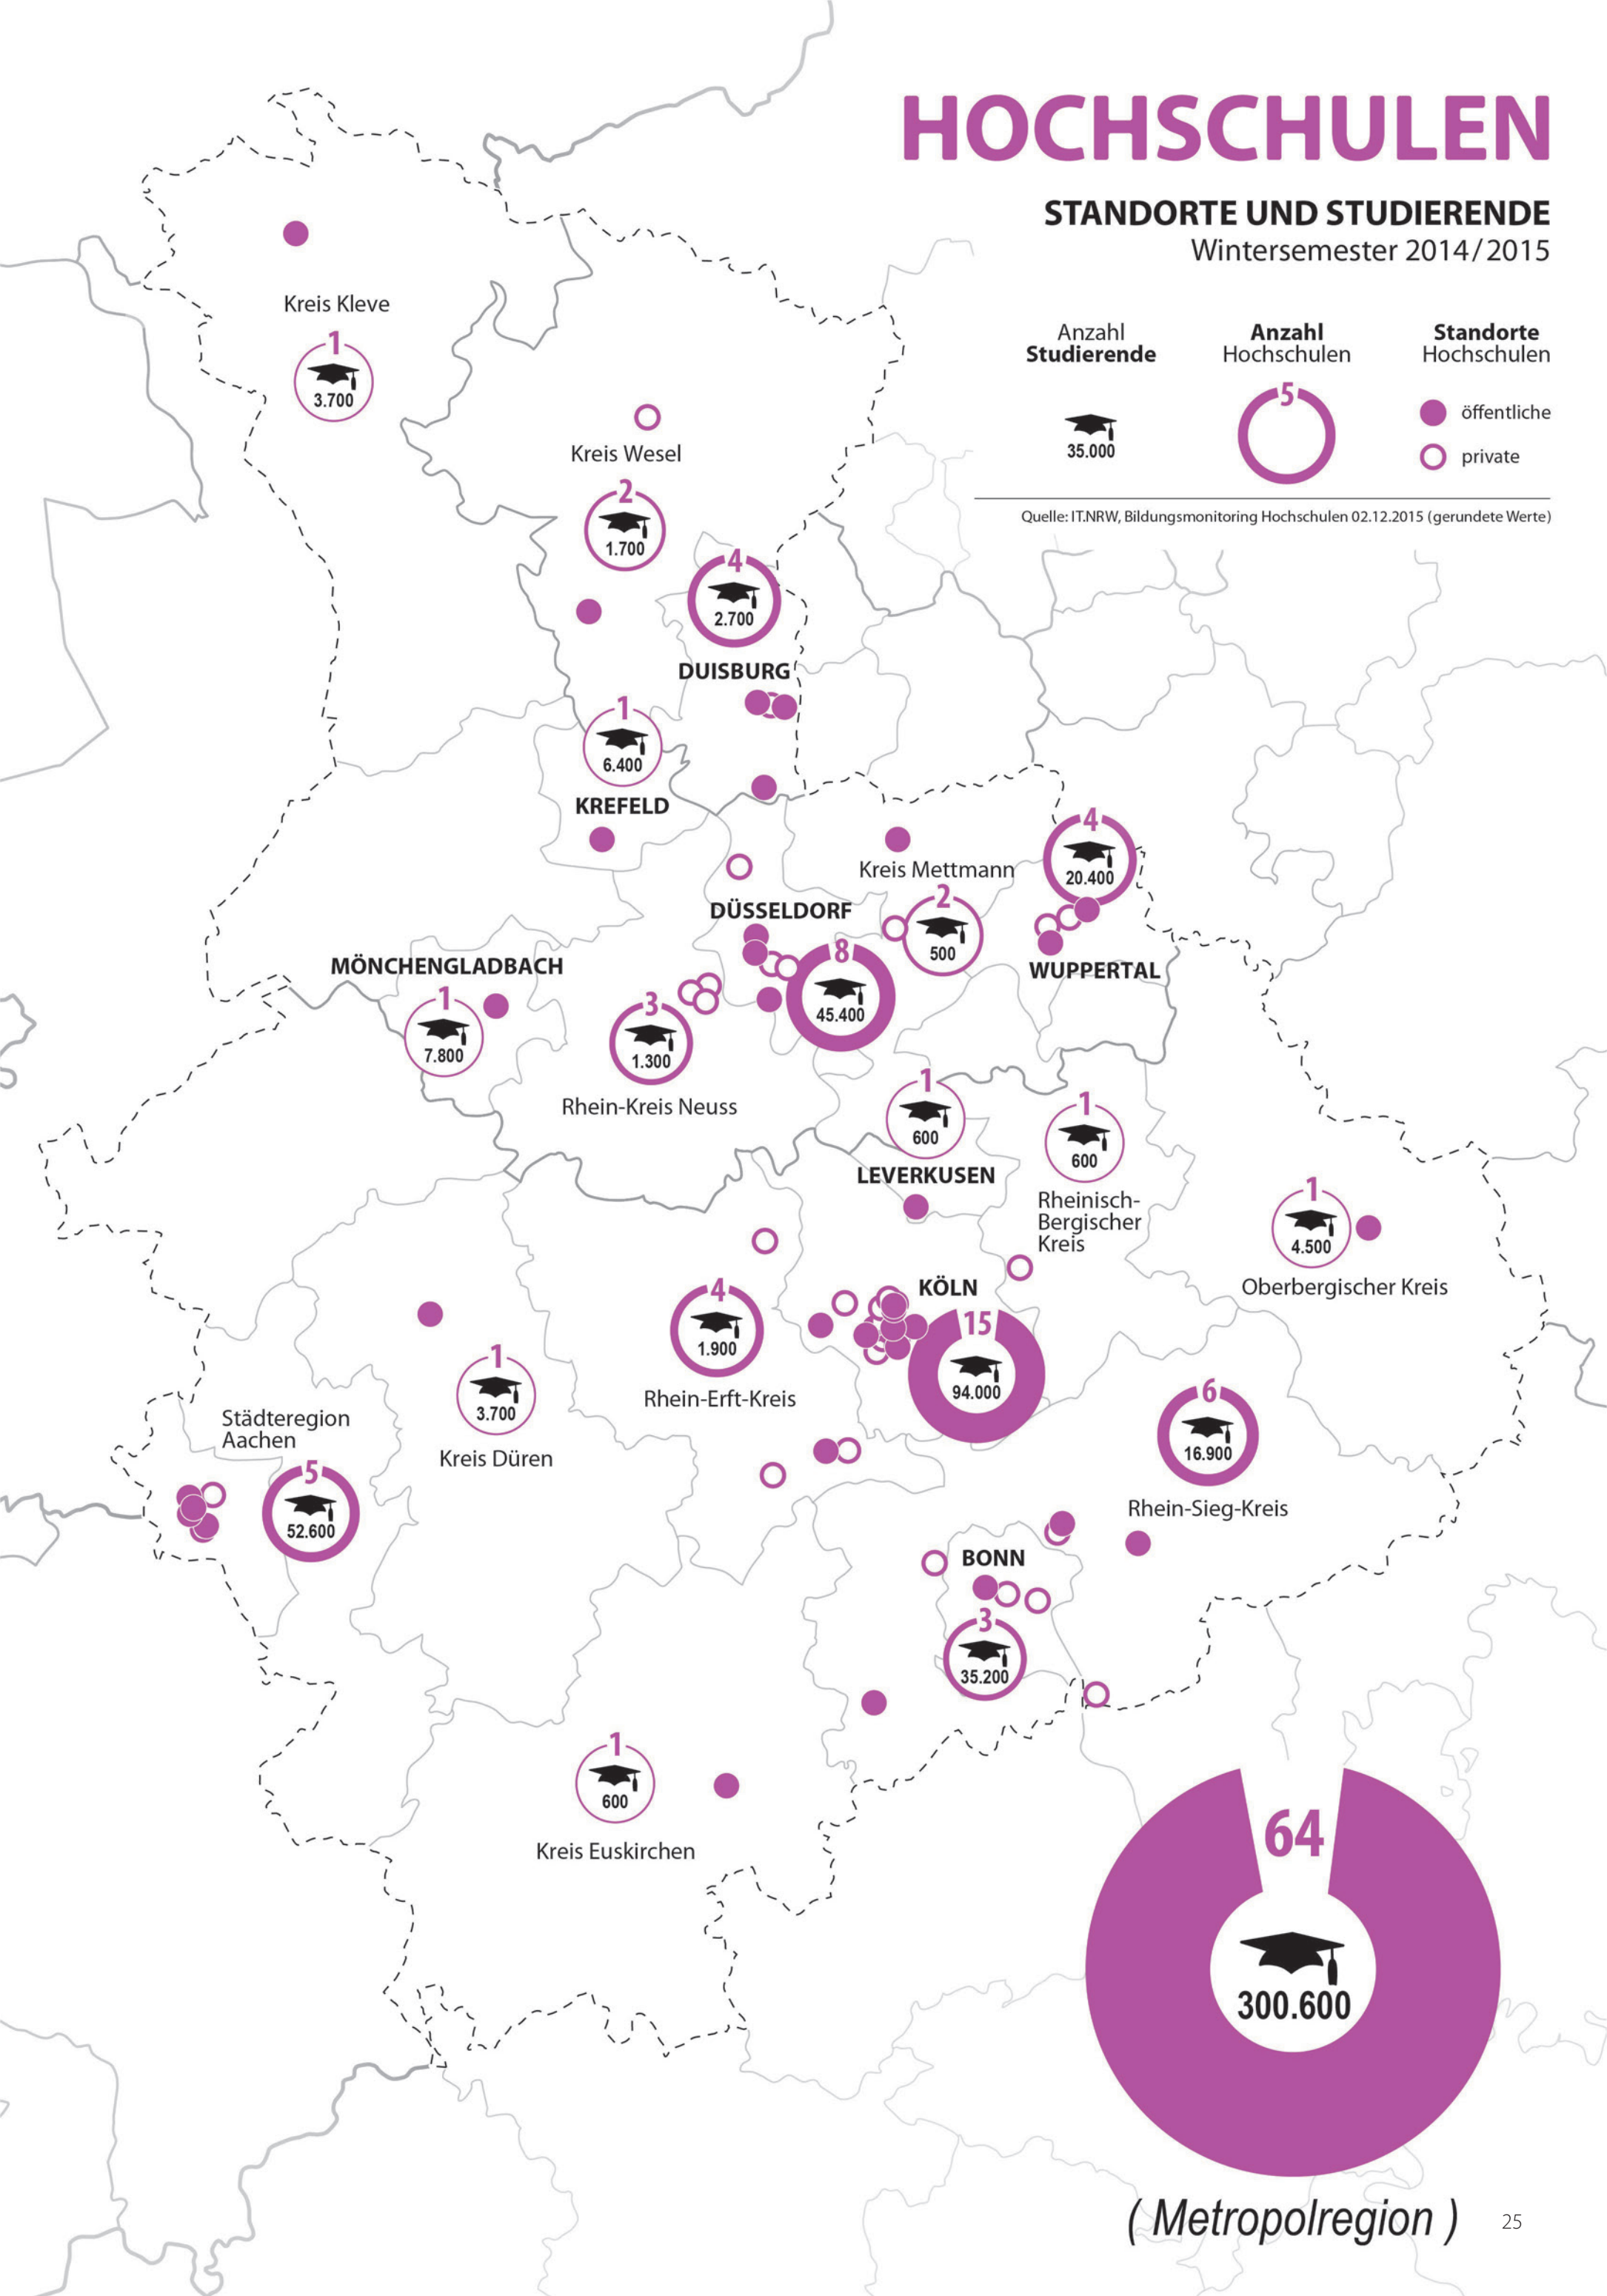 HOCHSCHULEN
STANDORTE UND STUDIERENDE
Wintersemester 2014/2015
Anzahl
Studierende
35.000
Anzahl
Hochschulen
5
Standorte
Hochschulen
öffentliche
private
Quelle: IT.NRW, Bildungsmonitoring Hochschulen 02.12.2015 (gerundete Werte)
Kreis Kleve
1
3.700
Kreis Wesel
2
1.700
4
2.700
DUISBURG
1
6.400
KREFELD
Kreis Mettmann
2
500
4
20.400
WUPPERTAL
DÜSSELDORF
8
45.400
MÖNCHENGLADBACH
1
7.800
3
1.300
Rhein-Kreis Neuss
1
600
LEVERKUSEN
1
600
Rheinisch-
Bergischer
Kreis
1
4.500
Oberbergischer Kreis
KÖLN
15
94.000
4
1.900
Rhein-Erft-Kreis
1
3.700
Kreis Düren
Städteregion
Aachen
5
52.600
6
16.900
Rhein-Sieg-Kreis
BONN
3
35.200
1
600
Kreis Euskirchen
64
300.600
( Metropolregion )
25